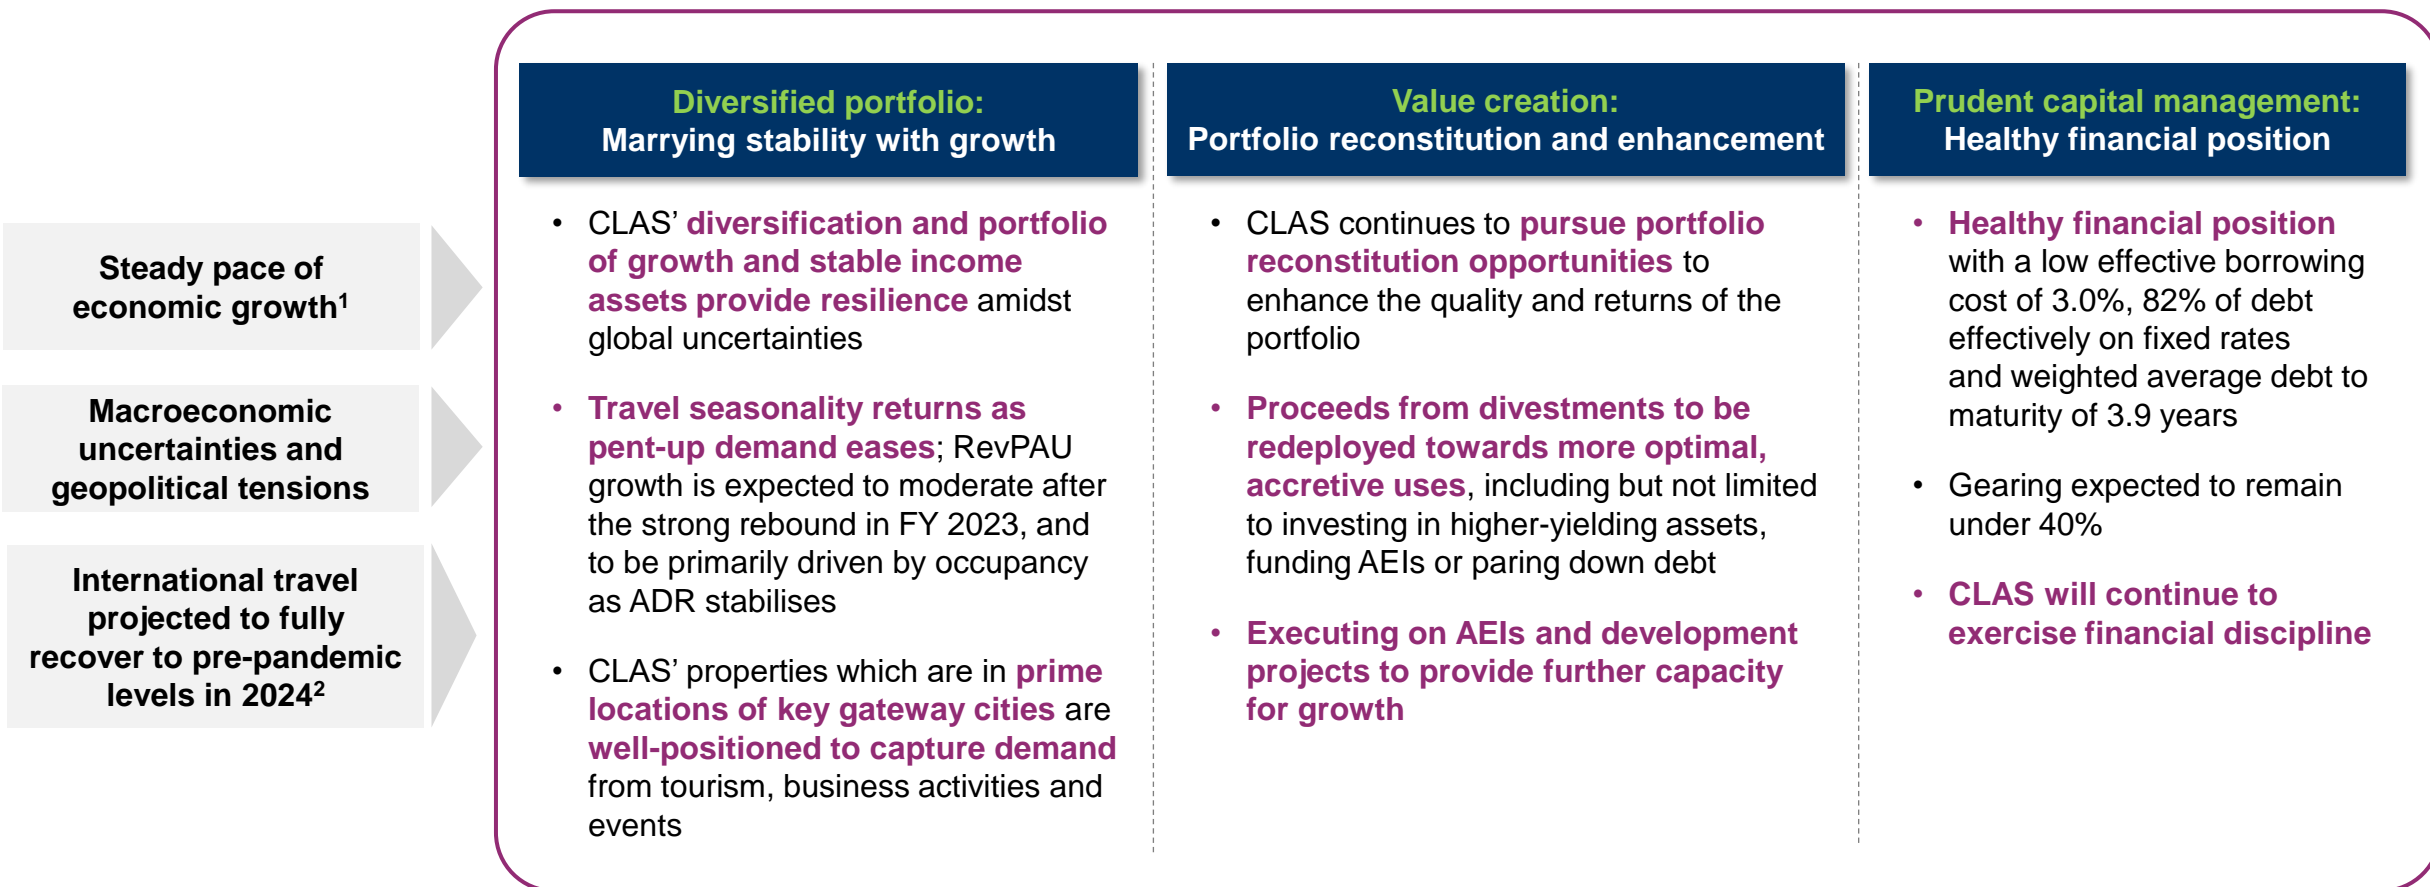 Steady pace of
economic growth¹
Macroeconomic
uncertainties and
geopolitical tensions
International travel
projected to fully
recover to pre-pandemic
levels in 2024²
Diversified portfolio:
Marrying stability with growth
• CLAS’ diversification and portfolio
of growth and stable income
assets provide resilience amidst
global uncertainties
• Travel seasonality returns as
pent-up demand eases; RevPAU
growth is expected to moderate after
the strong rebound in FY 2023, and
to be primarily driven by occupancy
as ADR stabilises
• CLAS’ properties which are in prime
locations of key gateway cities are
well-positioned to capture demand
from tourism, business activities and
events
Value creation:
Portfolio reconstitution and enhancement
• CLAS continues to pursue portfolio
reconstitution opportunities to
enhance the quality and returns of the
portfolio
• Proceeds from divestments to be
redeployed towards more optimal,
accretive uses, including but not limited
to investing in higher-yielding assets,
funding AEIs or paring down debt
• Executing on AEIs and development
projects to provide further capacity
for growth
Prudent capital management:
Healthy financial position
• Healthy financial position
with a low effective borrowing
cost of 3.0%, 82% of debt
effectively on fixed rates
and weighted average debt to
maturity of 3.9 years
• Gearing expected to remain
under 40%
• CLAS will continue to
exercise financial discipline